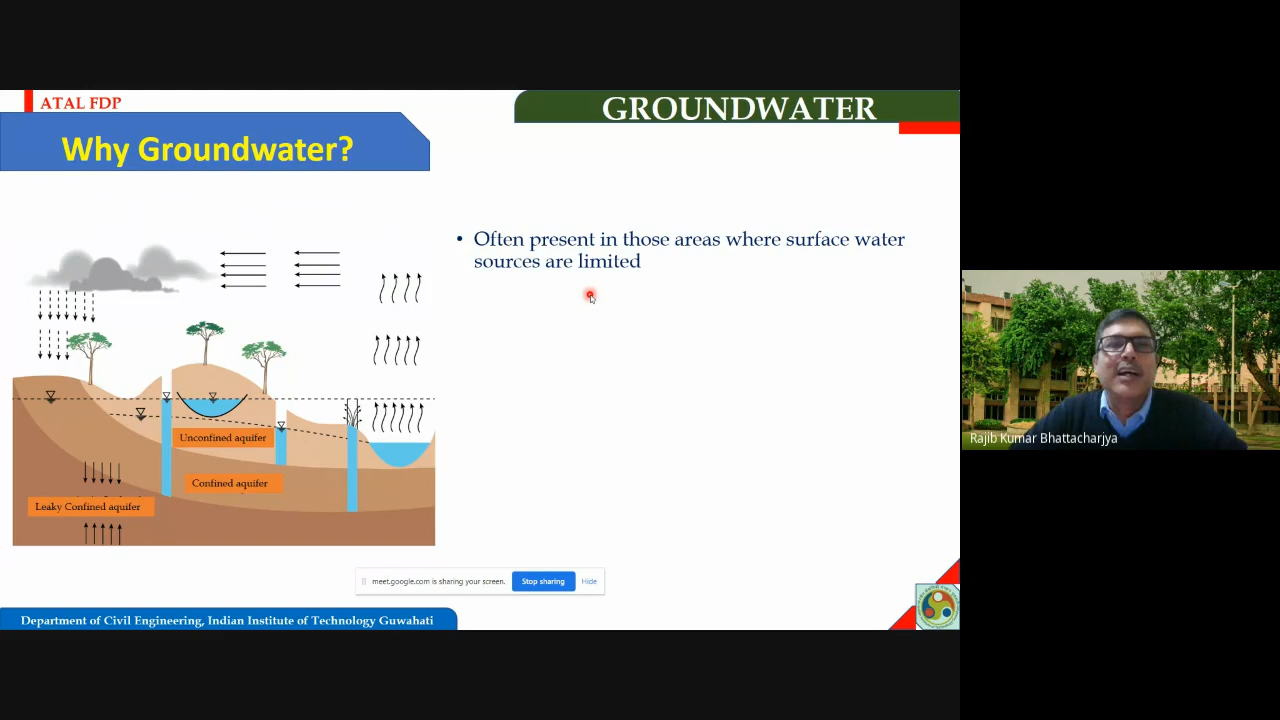 ATAL FDP
GROUNDWATER
Why Groundwater?
• Often present in those areas where surface water
sources are limited
Unconfined aquifer
Confined aquifer
Leaky Confined aquifer
Rajib Kumar Bhattacharjya
meet.google.com is sharing your screen.
Stop sharing
Hide
Department of Civil Engineering, Indian Institute of Technology Guwahati